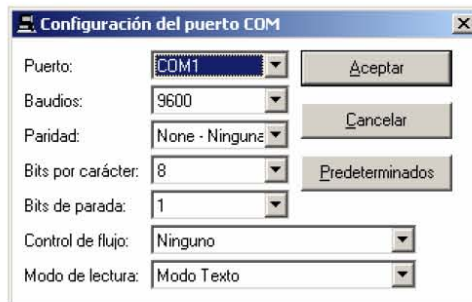 Configuración del puerto COM
Puerto: COM1 Aceptar
Baudios: 9600
Cancelar
Paridad: None - Ninguna
Bits por carácter: 8 Predeterminados
Bits de parada: 1
Control de flujo: Ninguno
Modo de lectura: Modo Texto